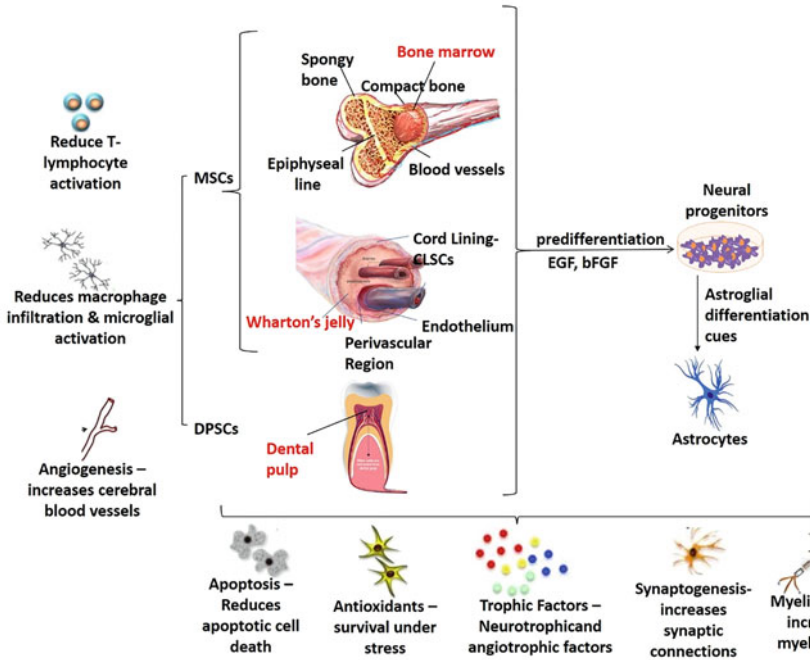 Spongy
bone
Bone marrow
Compact bone
Epiphyseal
line
Blood vessels
Reduce T-
lymphocyte
activation
MSCs
Reduces macrophage
infiltration & microglial
activation
Cord Lining-
CLSCs
Wharton's jelly
Endothelium
Perivascular
Region
predifferentiation
EGF, bFGF
Neural
progenitors
Astroglial
differentiation
cues
Astrocytes
DPSCs
Dental
pulp
Angiogenesis –
increases cerebral
blood vessels
Apoptosis –
Reduces
apoptotic cell
death
Antioxidants –
survival under
stress
Trophic Factors –
Neurotrophicand
angiotrophic factors
Synaptogenesis-
increases
synaptic
connections